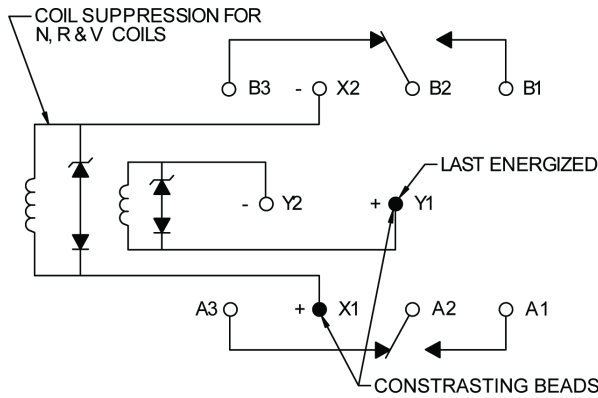 COIL SUPPRESSION FOR
N, R & V COILS
B3
- X2
B2
B1
LAST ENERGIZED
- Y2
+ Y1
A3
+ X1
A2
A1
CONSTRASTING BEADS